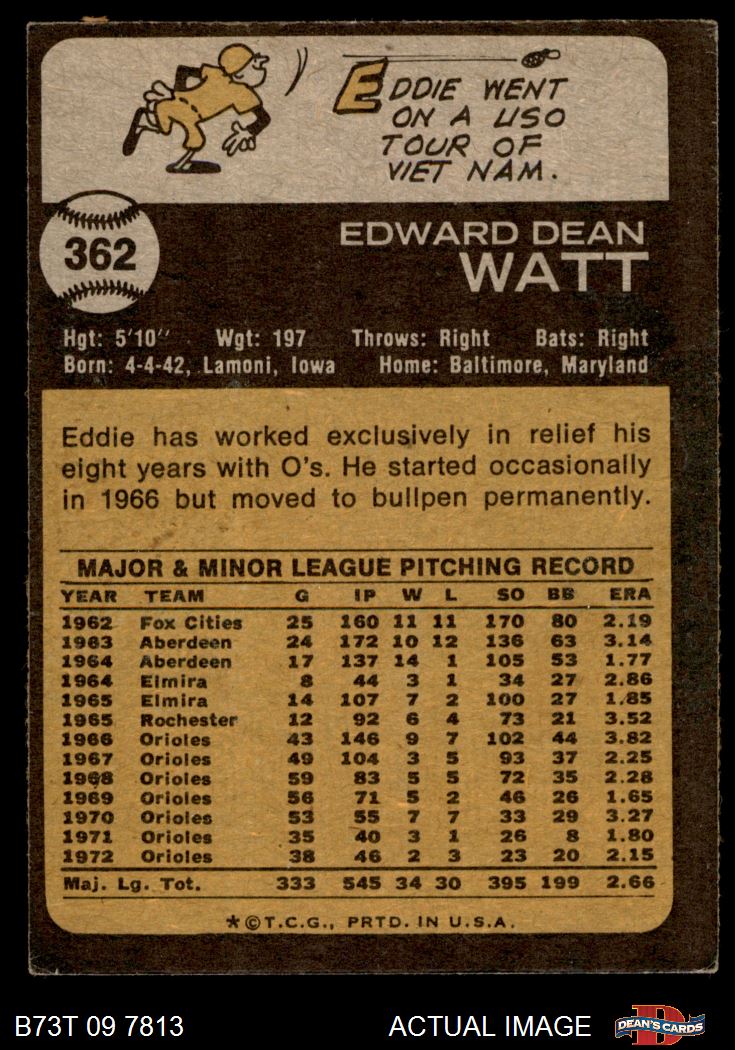 EDDIE WENT
ON A USO
TOUR OF
VIET NAM.
362
EDWARD DEAN
WATT
Hgt: 5'10" Wgt: 197 Throws: Right Bats: Right
Born: 4-4-42, Lamoni, Iowa Home: Baltimore, Maryland
Eddie has worked exclusively in relief his
eight years with O's. He started occasionally
in 1966 but moved to bullpen permanently.
MAJOR & MINOR LEAGUE PITCHING RECORD
YEAR TEAM G IP W L SO BB ERA
1962 Fox Cities 25 160 11 11 170 80 2.19
1963 Aberdeen 24 172 10 12 136 63 3.14
1964 Aberdeen 17 137 14 1 105 53 1.77
1964 Elmira 8 44 3 1 34 27 2.86
1965 Elmira 14 107 7 2 100 27 1.85
1965 Rochester 12 92 6 4 73 21 3.52
1966 Orioles 43 146 9 7 102 44 3.82
1967 Orioles 49 104 3 5 93 37 2.25
1968 Orioles 59 83 5 5 72 35 2.28
1969 Orioles 56 71 5 2 46 26 1.65
1970 Orioles 53 55 7 7 33 29 3.27
1971 Orioles 35 40 3 1 26 8 1.80
1972 Orioles 38 46 2 3 23 20 2.15
Maj. Lg. Tot. 333 545 34 30 395 199 2.66
*©T.C.G., PRTD. IN U.S.A.
B73T 09 7813 ACTUAL IMAGE
DEAN'S CARDS